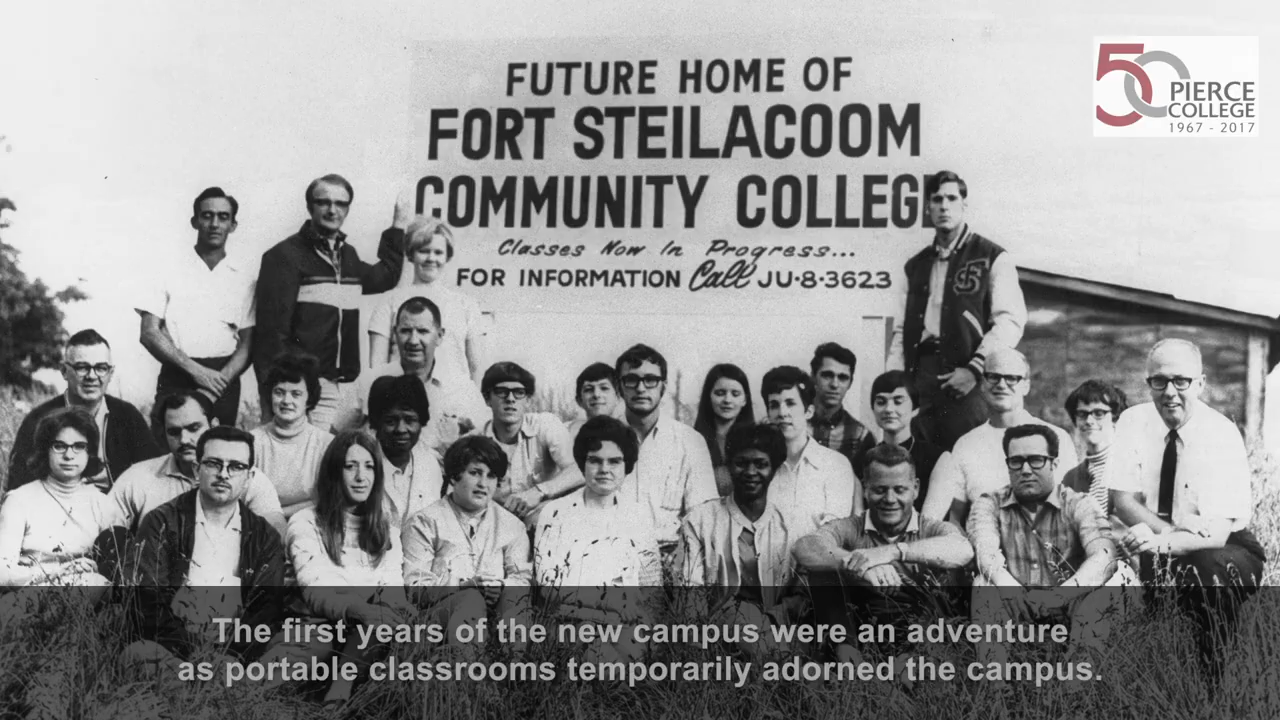 FUTURE HOME OF
FORT STEILACOOM
COMMUNITY COLLEGE
Classes Now In Progress...
FOR INFORMATION Call JU·8·3623
50 PIERCE
COLLEGE
1967 - 2017
FS
The first years of the new campus were an adventure
as portable classrooms temporarily adorned the campus.